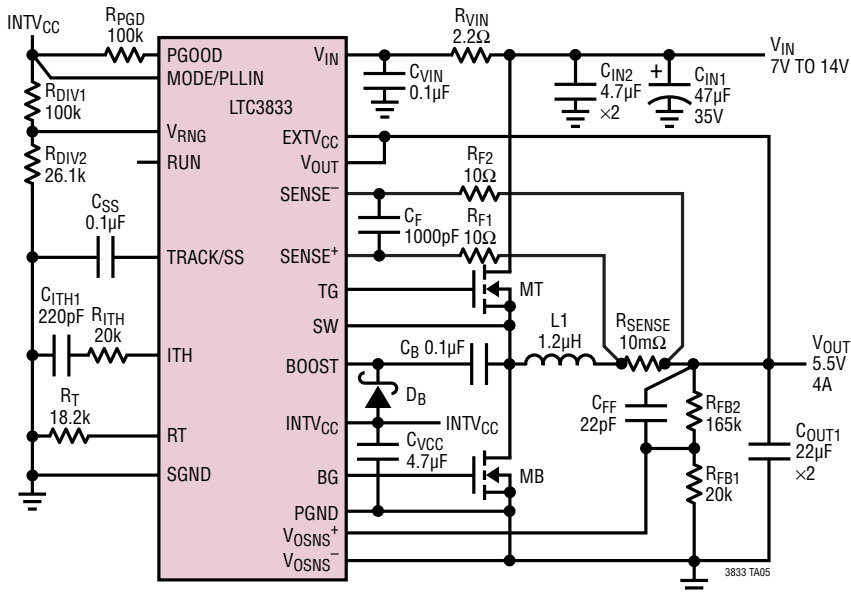 INTVCC
RPGD
100k
RDIV1
100k
RDIV2
26.1k
CSS
0.1µF
CITH1
220pF
RITH
20k
RT
18.2k
PGOOD
MODE/PLLIN
LTC3833
VRNG
RUN
TRACK/SS
ITH
RT
SGND
VIN
EXTVCC
VOUT
SENSE–
SENSE+
TG
SW
BOOST
INTVCC
BG
PGND
VOSNS+
VOSNS–
RVIN
2.2Ω
CVIN
0.1µF
VIN
7V TO 14V
CIN2
4.7µF
×2
+
CIN1
47µF
35V
RF2
10Ω
CF
1000pF
RF1
10Ω
MT
CB 0.1µF
L1
1.2µH
RSENSE
10mΩ
VOUT
5.5V
4A
DB
INTVCC
CVCC
4.7µF
MB
CFF
22pF
RFB2
165k
RFB1
20k
COUT1
22µF
×2
3833 TA05